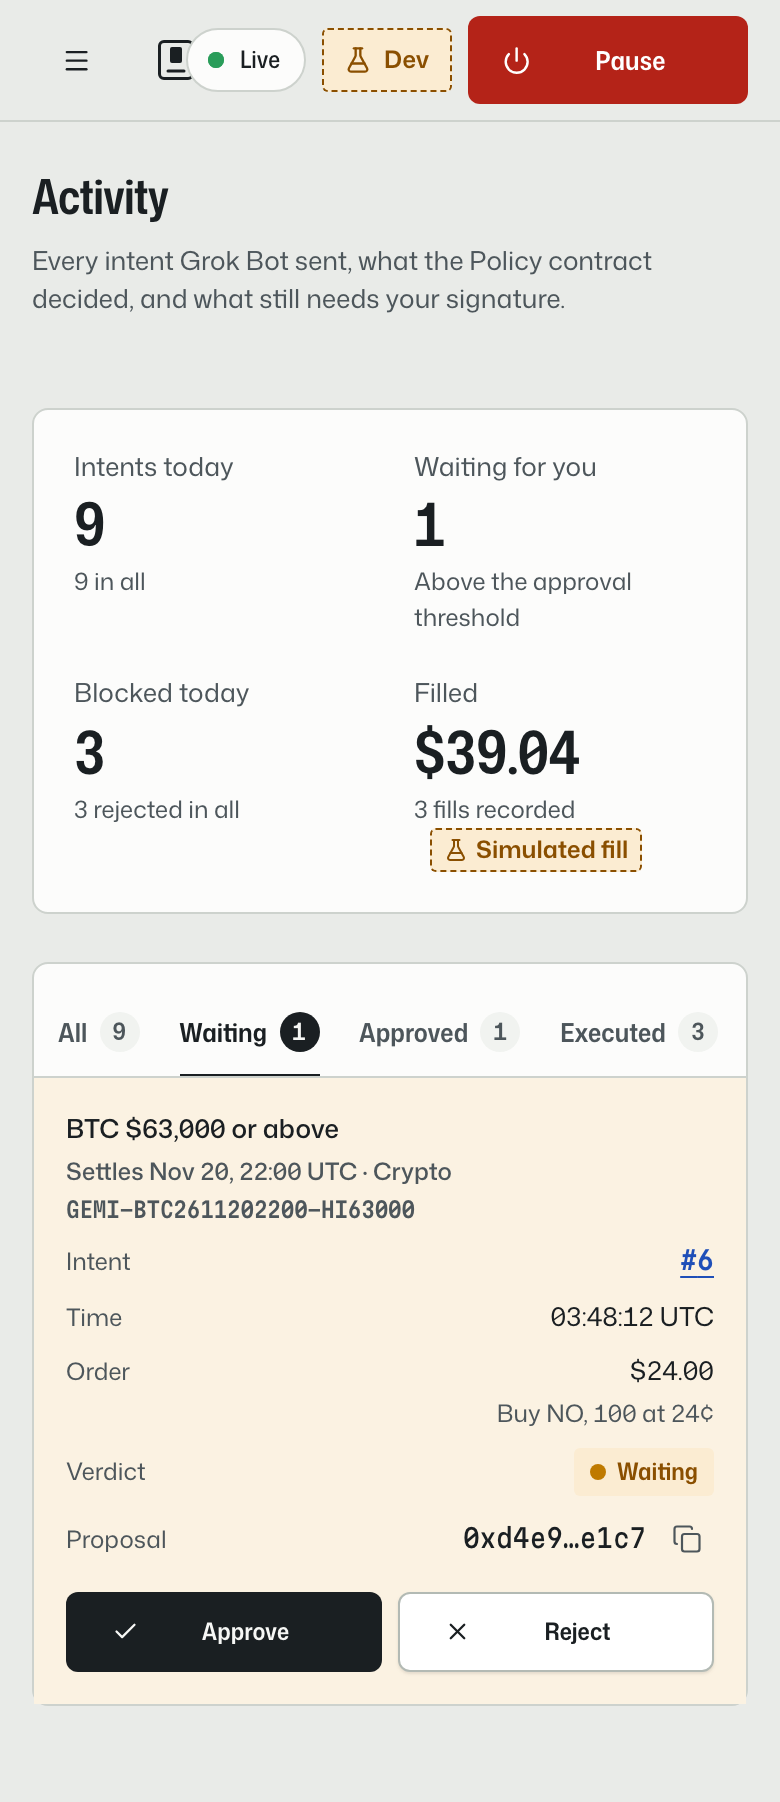 Live
Dev
Pause
Activity
Every intent Grok Bot sent, what the Policy contract
decided, and what still needs your signature.
Intents today
9
9 in all
Waiting for you
1
Above the approval
threshold
Blocked today
3
3 rejected in all
Filled
$39.04
3 fills recorded
Simulated fill
All 9 Waiting 1 Approved 1 Executed 3
BTC $63,000 or above
Settles Nov 20, 22:00 UTC · Crypto
GEMI-BTC2611202200-HI63000
Intent #6
Time 03:48:12 UTC
Order $24.00
Buy NO, 100 at 24¢
Verdict Waiting
Proposal 0xd4e9…e1c7
Approve Reject